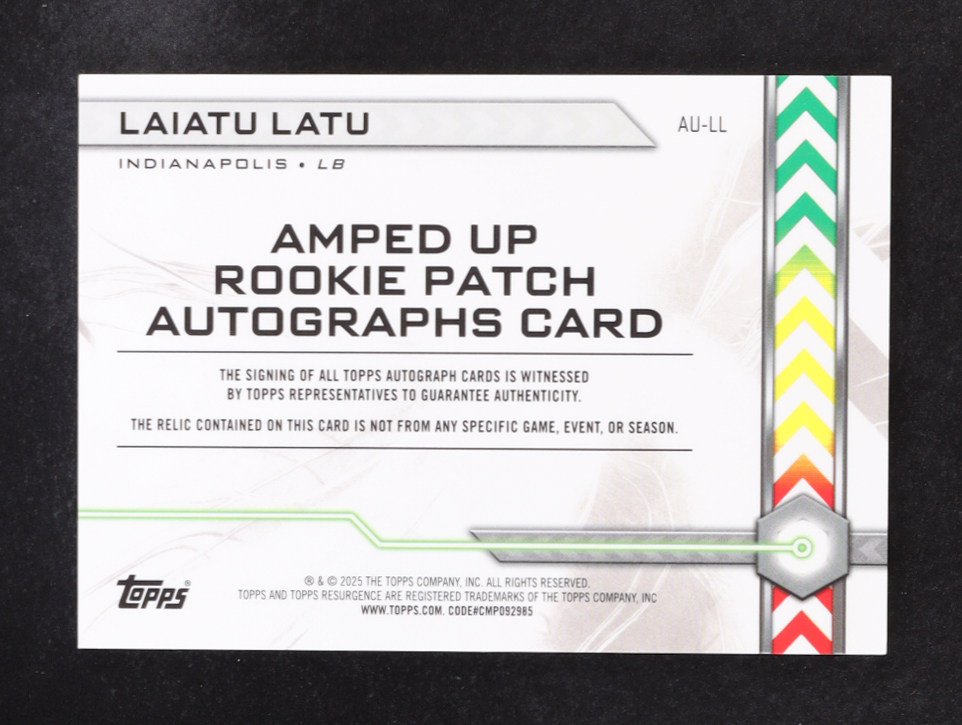 LAIATU LATU
AU-LL
INDIANAPOLIS • LB
AMPED UP
ROOKIE PATCH
AUTOGRAPHS CARD
THE SIGNING OF ALL TOPPS AUTOGRAPH CARDS IS WITNESSED
BY TOPPS REPRESENTATIVES TO GUARANTEE AUTHENTICITY.
THE RELIC CONTAINED ON THIS CARD IS NOT FROM ANY SPECIFIC GAME, EVENT, OR SEASON.
topps®
® & © 2025 THE TOPPS COMPANY, INC. ALL RIGHTS RESERVED.
TOPPS AND TOPPS RESURGENCE ARE REGISTERED TRADEMARKS OF THE TOPPS COMPANY, INC
WWW.TOPPS.COM. CODE#CMP092985